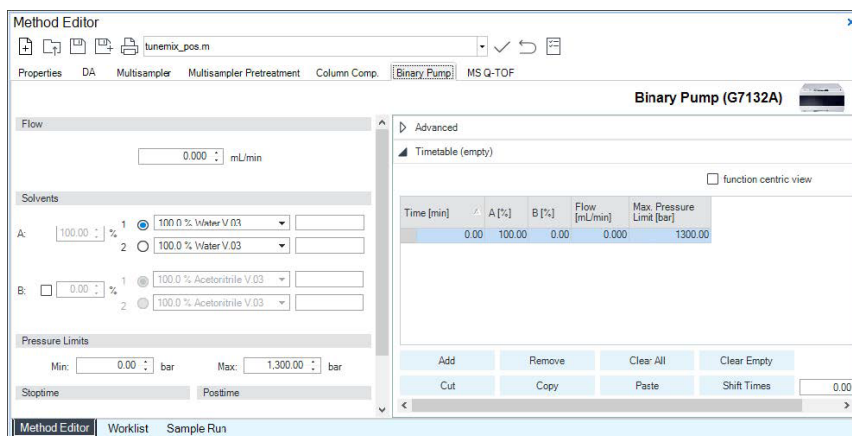 Method Editor
tunemix_pos.m
Properties DA Multisampler Multisampler Pretreatment Column Comp. Binary Pump MS Q-TOF
Binary Pump (G7132A)
Flow
0.000 mL/min
Solvents
A: 100.00 % 1 100.0 % Water V.03
2 100.0 % Water V.03
B: 0.00 % 1 100.0 % Acetonitrile V.03
2 100.0 % Acetonitrile V.03
Pressure Limits
Min: 0.00 bar Max: 1,300.00 bar
Stoptime Posttime
Advanced
Timetable (empty)
function centric view
Time [min] A [%] B [%] Flow [mL/min] Max. Pressure Limit [bar]
0.00 100.00 0.00 0.000 1300.00
Add Remove Clear All Clear Empty
Cut Copy Paste Shift Times 0.00
Method Editor Worklist Sample Run